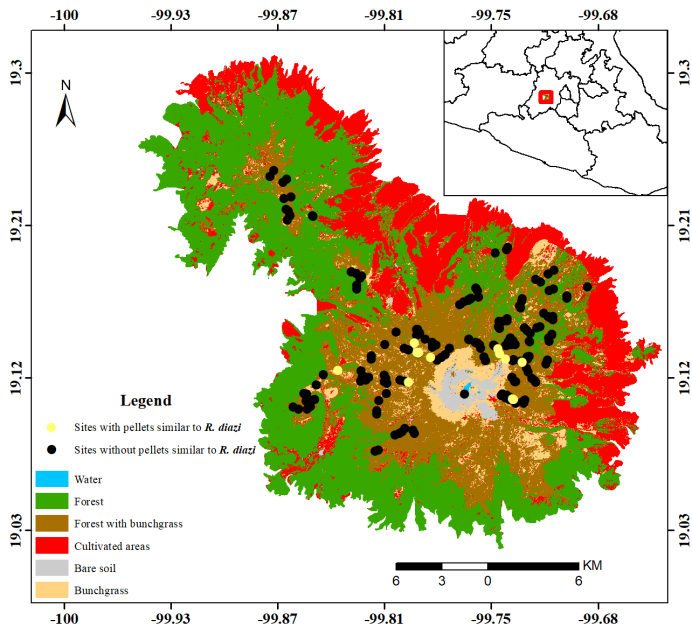 -100 -99.93 -99.87 -99.81 -99.75 -99.68
19.3 19.3
N
19.21 19.21
19.12 19.12
Legend
Sites with pellets similar to R. diazi
Sites without pellets similar to R. diazi
Water
Forest
Forest with bunchgrass
Cultivated areas
Bare soil
Bunchgrass
19.03 19.03
KM
6 3 0 6
-100 -99.93 -99.87 -99.81 -99.75 -99.68